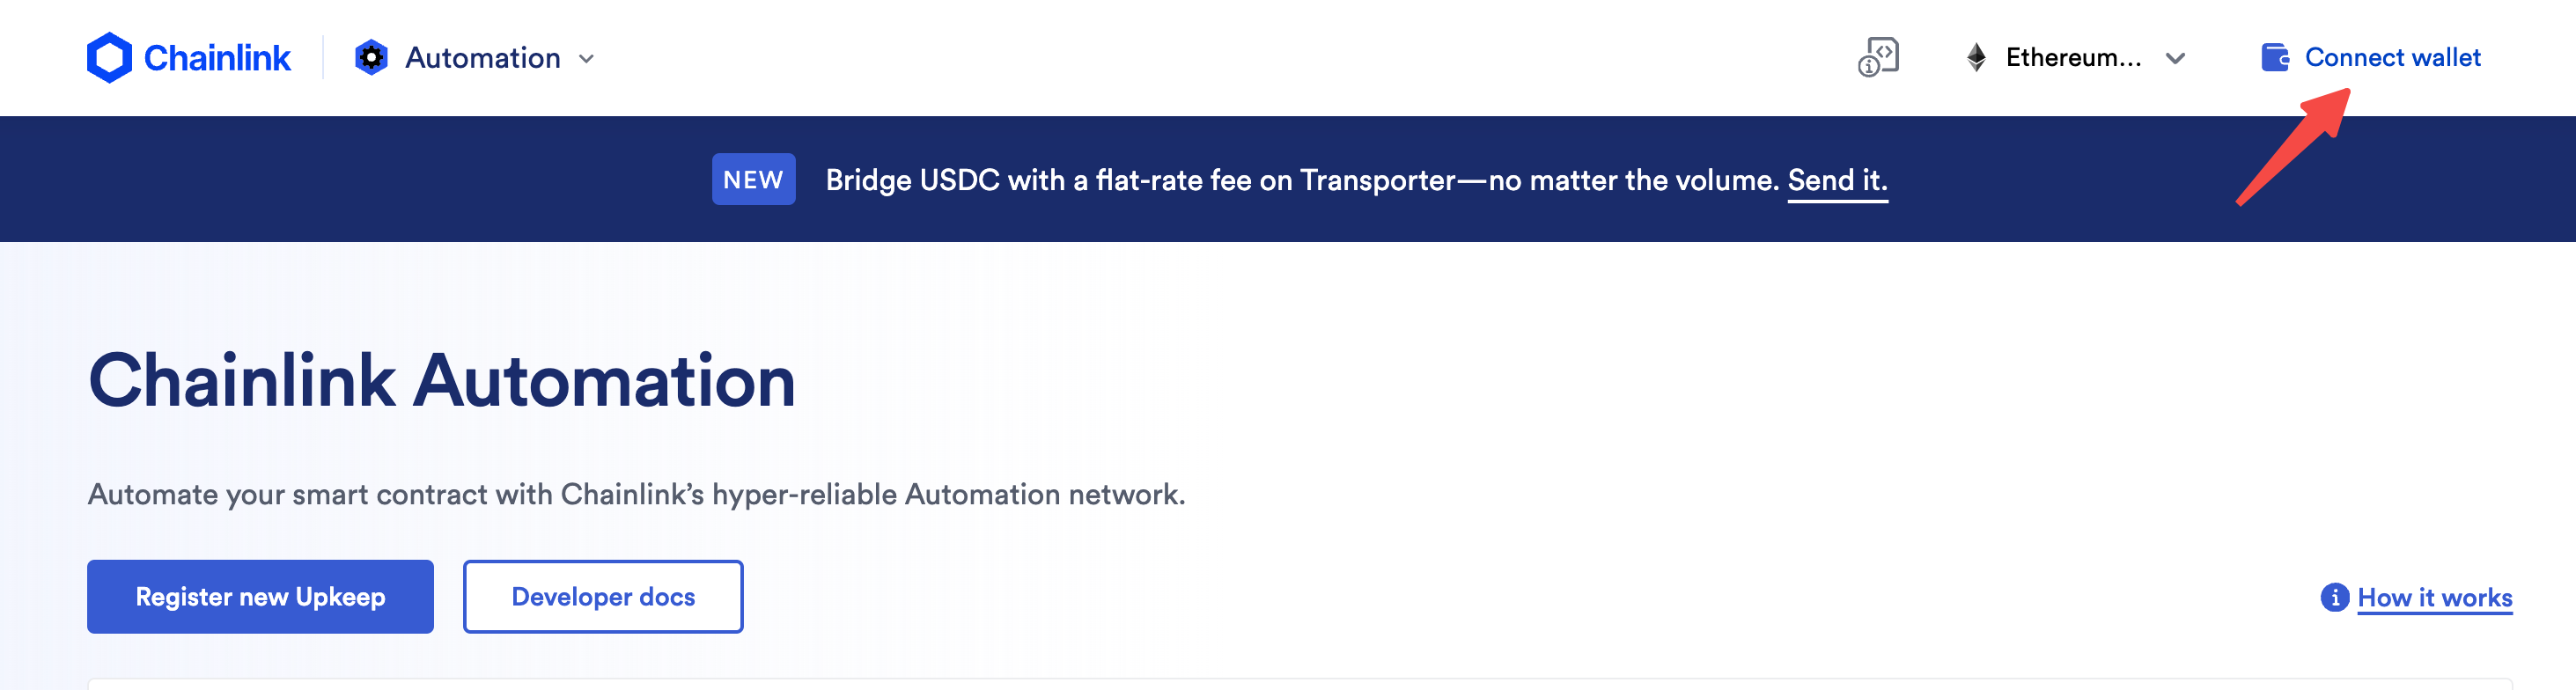 Chainlink
Automation
Ethereum...
Connect wallet
NEW
Bridge USDC with a flat-rate fee on Transporter—no matter the volume. Send it.
Chainlink Automation
Automate your smart contract with Chainlink’s hyper-reliable Automation network.
Register new Upkeep
Developer docs
How it works